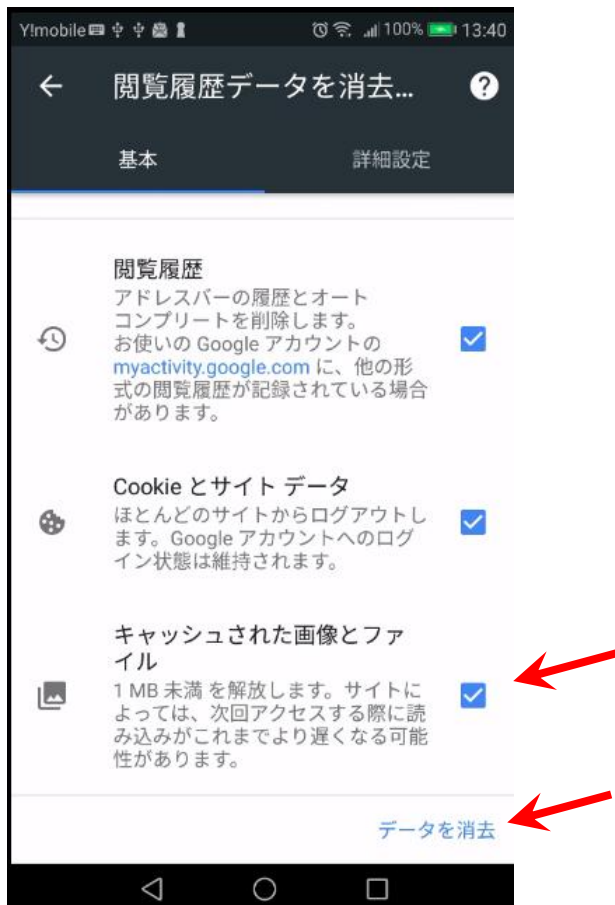 Y!mobile 100% 13:40
閲覧履歴データを消去...
基本 詳細設定
閲覧履歴
アドレスバーの履歴とオート
コンプリートを削除します。
お使いの Google アカウントの
myactivity.google.com に、他の形
式の閲覧履歴が記録されている場合
があります。
Cookie とサイト データ
ほとんどのサイトからログアウトし
ます。Google アカウントへのログ
イン状態は維持されます。
キャッシュされた画像とファ
イル
1 MB 未満 を解放します。サイトに
よっては、次回アクセスする際に読
み込みがこれまでより遅くなる可能
性があります。
データを消去